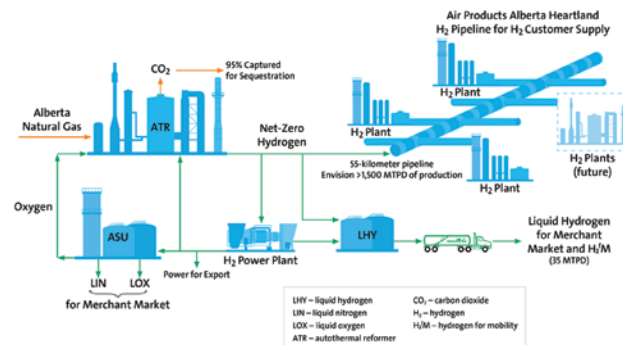 Air Products Alberta Heartland
H₂ Pipeline for H₂ Customer Supply
CO₂
95% Captured
for Sequestration
H₂ Plant
Alberta
Natural Gas
ATR
Net-Zero
Hydrogen
H₂ Plant
55-kilometer pipeline
Envision >1,500 MTPD of production
H₂ Plant
H₂ Plants
(future)
Oxygen
ASU
H₂ Power Plant
LHY
Liquid Hydrogen
for Merchant
Market and H₂/M
(35 MTPD)
Power for Export
LIN
LOX
for Merchant Market
LHY – liquid hydrogen
LIN – liquid nitrogen
LOX – liquid oxygen
ATR – autothermal reformer
CO₂ – carbon dioxide
H₂ – hydrogen
H₂/M – hydrogen for mobility